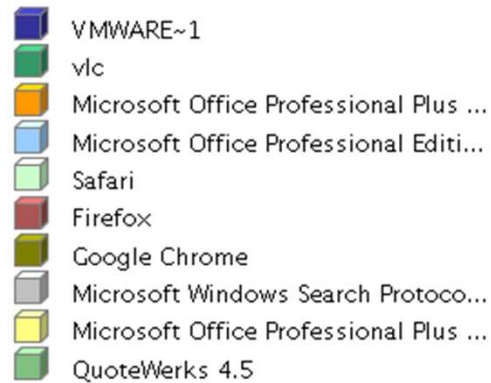 VMWARE~1
vlc
Microsoft Office Professional Plus ...
Microsoft Office Professional Editi...
Safari
Firefox
Google Chrome
Microsoft Windows Search Protoco...
Microsoft Office Professional Plus ...
QuoteWerks 4.5